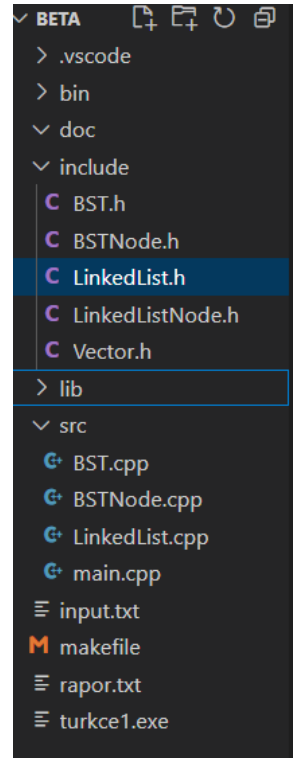 BETA
.vscode
bin
doc
include
C BST.h
C BSTNode.h
C LinkedList.h
C LinkedListNode.h
C Vector.h
lib
src
C++ BST.cpp
C++ BSTNode.cpp
C++ LinkedList.cpp
C++ main.cpp
input.txt
M makefile
rapor.txt
turkce1.exe